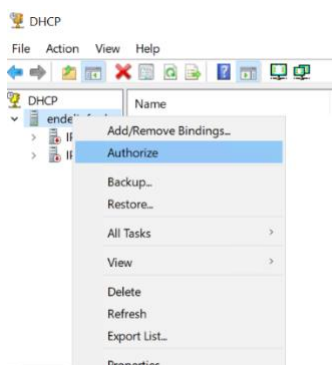 DHCP
File Action View Help
DHCP
Name
Add/Remove Bindings...
Authorize
Backup...
Restore...
All Tasks
View
Delete
Refresh
Export List...
Properties